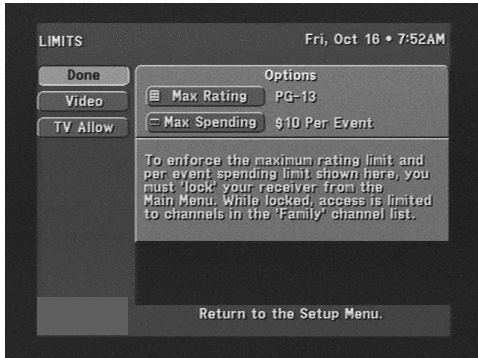 LIMITS
Fri, Oct 16 • 7:52AM
Done
Video
TV Allow
Options
Max Rating PG-13
Max Spending $10 Per Event
To enforce the maximum rating limit and
per event spending limit shown here, you
must 'lock' your receiver from the
Main Menu. While locked, access is limited
to channels in the 'Family' channel list.
Return to the Setup Menu.